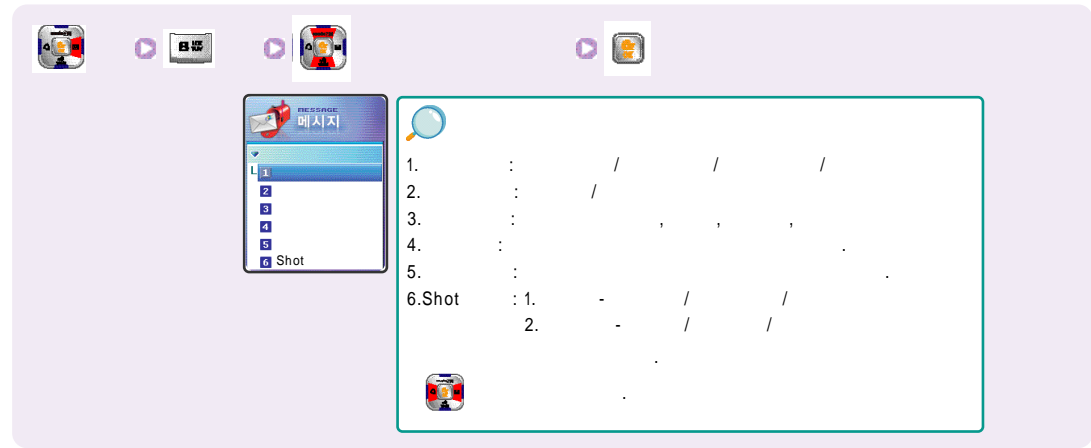 MESSAGE
메시지
1
2
3
4
5
6 Shot
1. : / / /
2. : /
3. : , , ,
4. : .
5. : .
6.Shot : 1. - / /
2. - / /
.
.